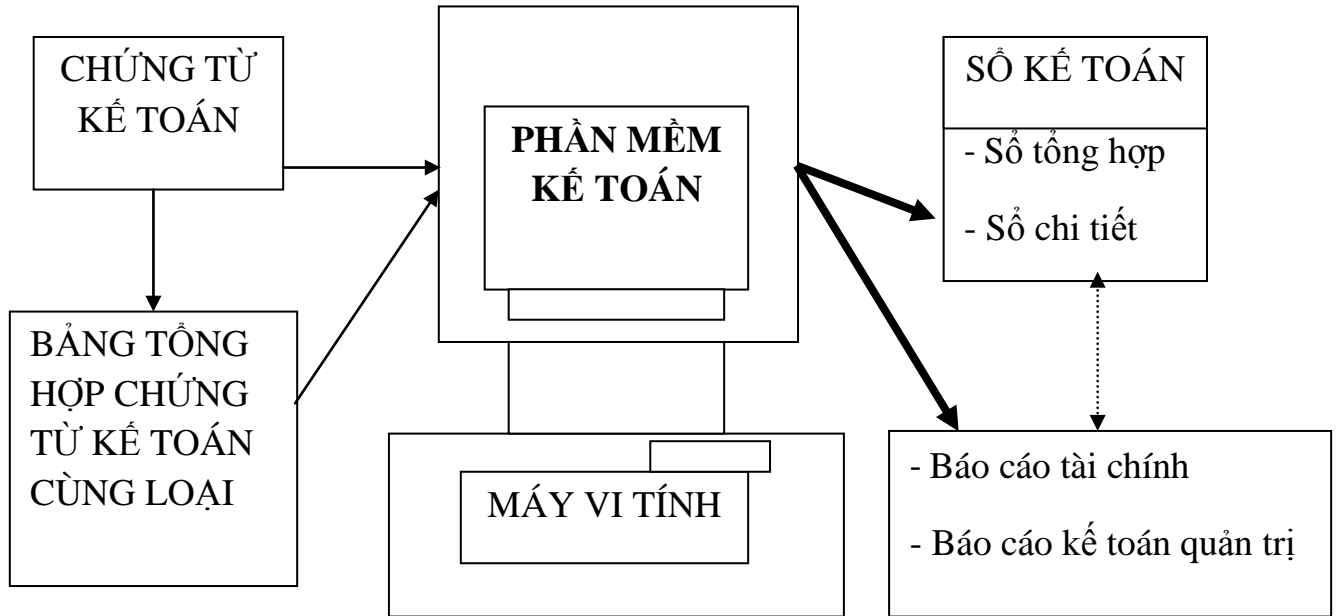 CHỨNG TỪ
KẾ TOÁN
BẢNG TỔNG
HỢP CHỨNG
TỪ KẾ TOÁN
CÙNG LOẠI
PHẦN MỀM
KẾ TOÁN
MÁY VI TÍNH
SỔ KẾ TOÁN
- Sổ tổng hợp
- Sổ chi tiết
- Báo cáo tài chính
- Báo cáo kế toán quản trị